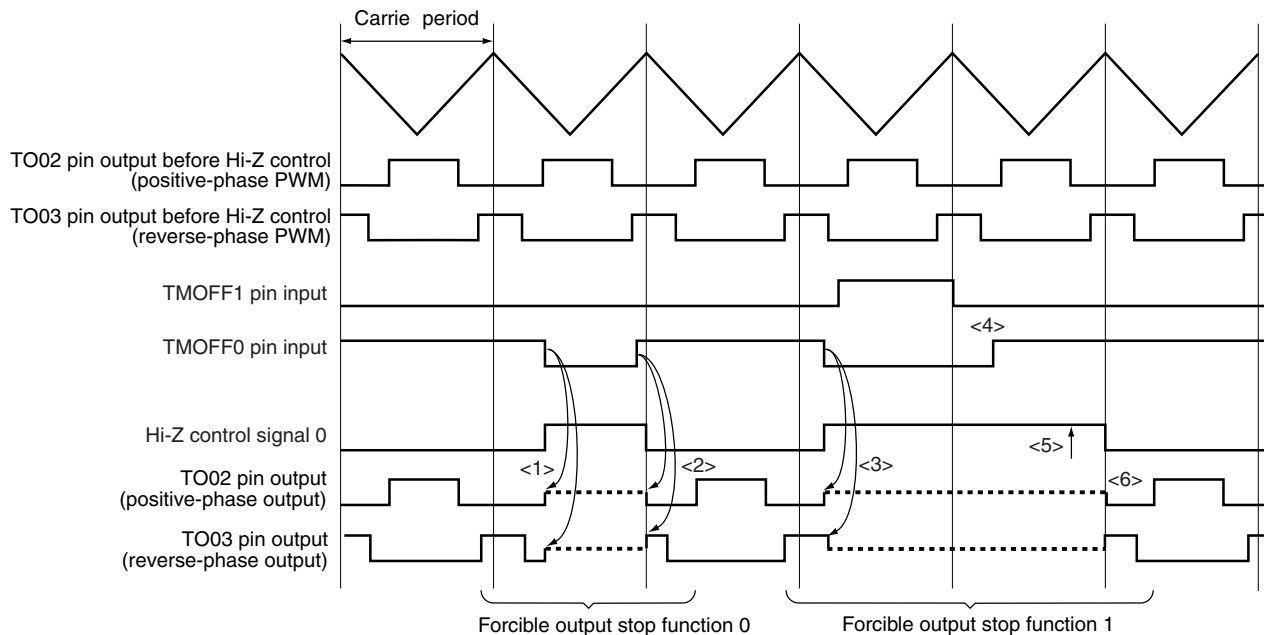 Carrie period
TO02 pin output before Hi-Z control
(positive-phase PWM)
TO03 pin output before Hi-Z control
(reverse-phase PWM)
TMOFF1 pin input
<4>
TMOFF0 pin input
Hi-Z control signal 0
<5>
<1>
<2>
<3>
<6>
TO02 pin output
(positive-phase output)
TO03 pin output
(reverse-phase output)
Forcible output stop function 0
Forcible output stop function 1